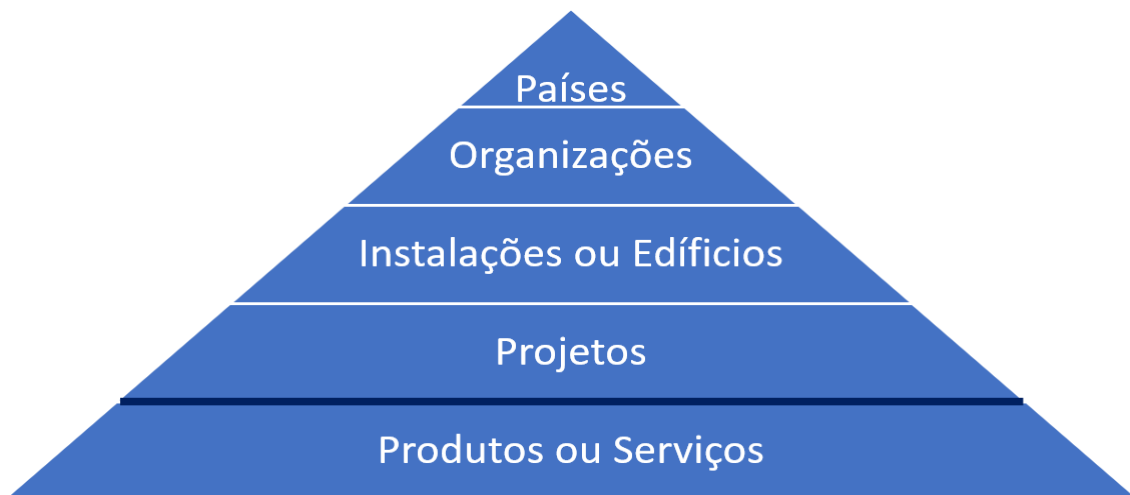 Países
Organizações
Instalações ou Edíficios
Projetos
Produtos ou Serviços